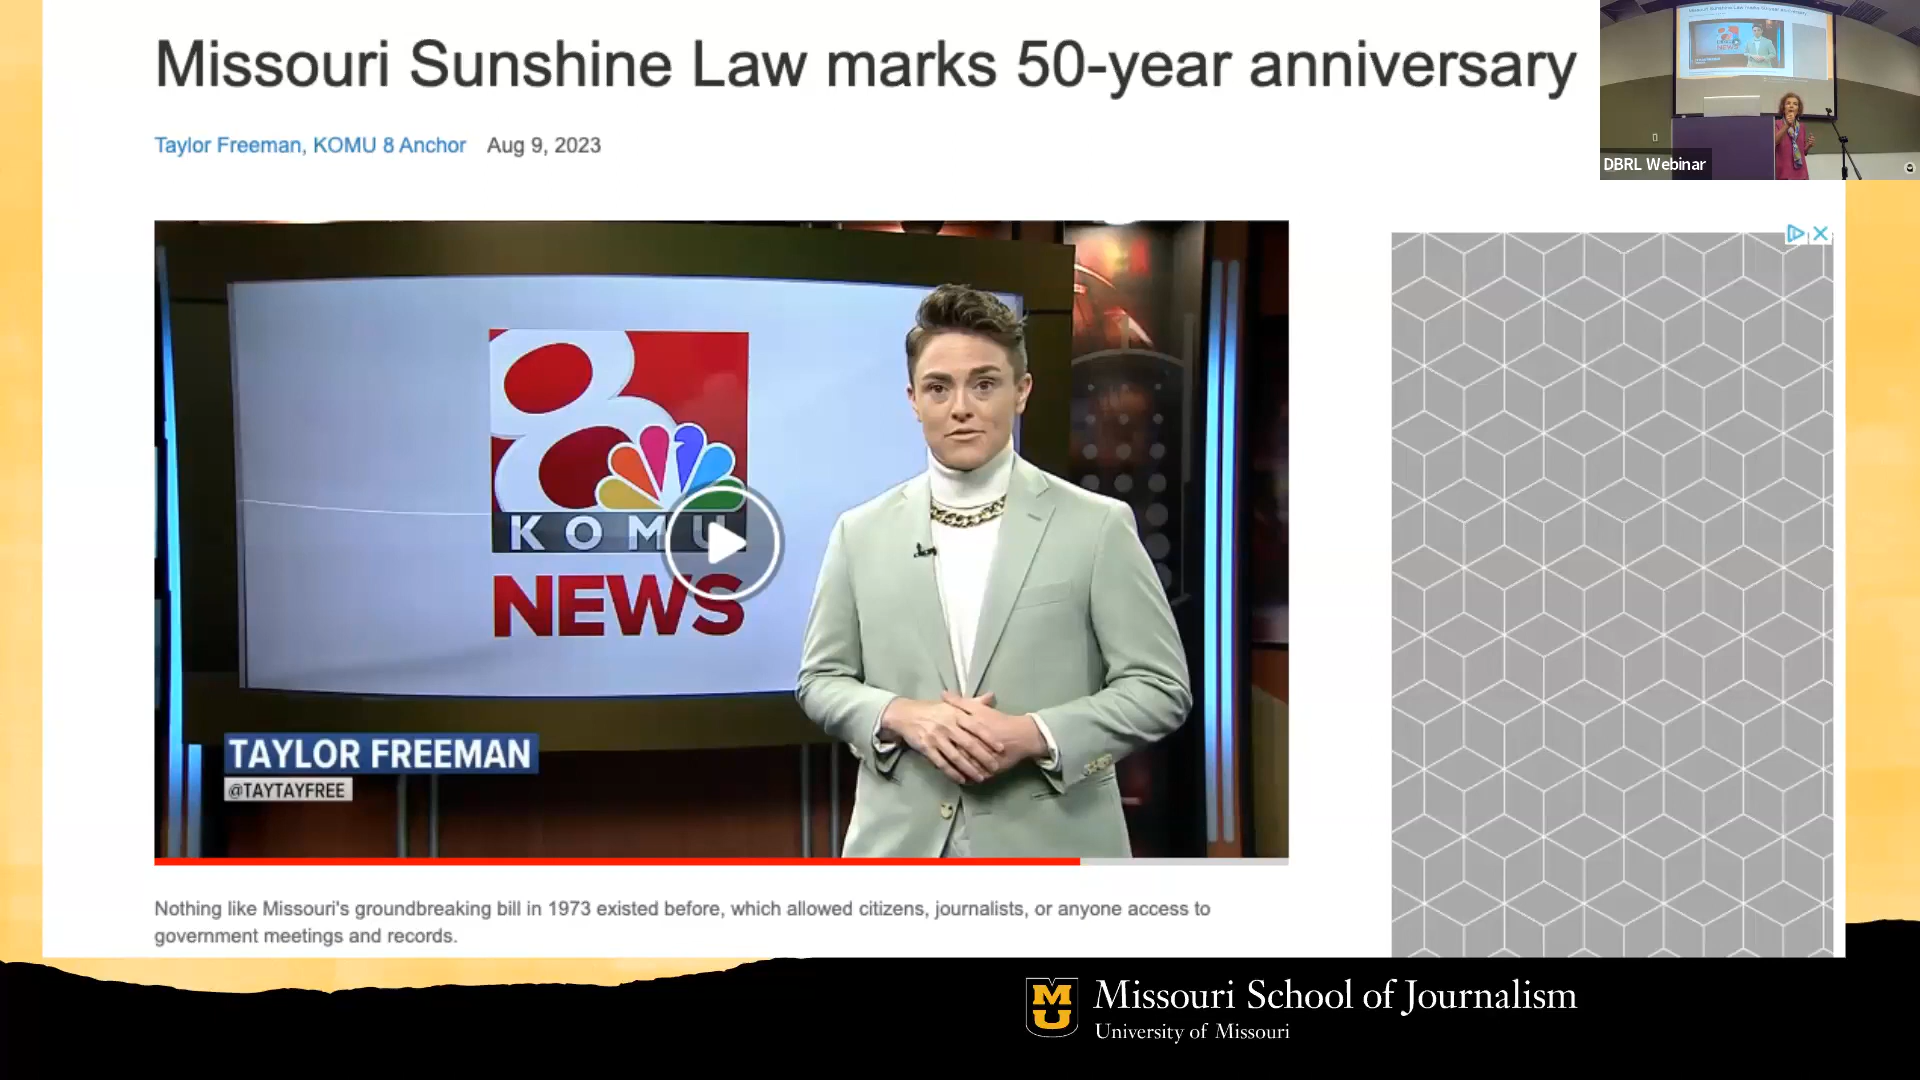 Missouri Sunshine Law marks 50-year anniversary
Taylor Freeman, KOMU 8 Anchor Aug 9, 2023
DBRL Webinar
8
KOMU
NEWS
TAYLOR FREEMAN
@TAYTAYFREE
Nothing like Missouri's groundbreaking bill in 1973 existed before, which allowed citizens, journalists, or anyone access to
government meetings and records.
MU
Missouri School of Journalism
University of Missouri